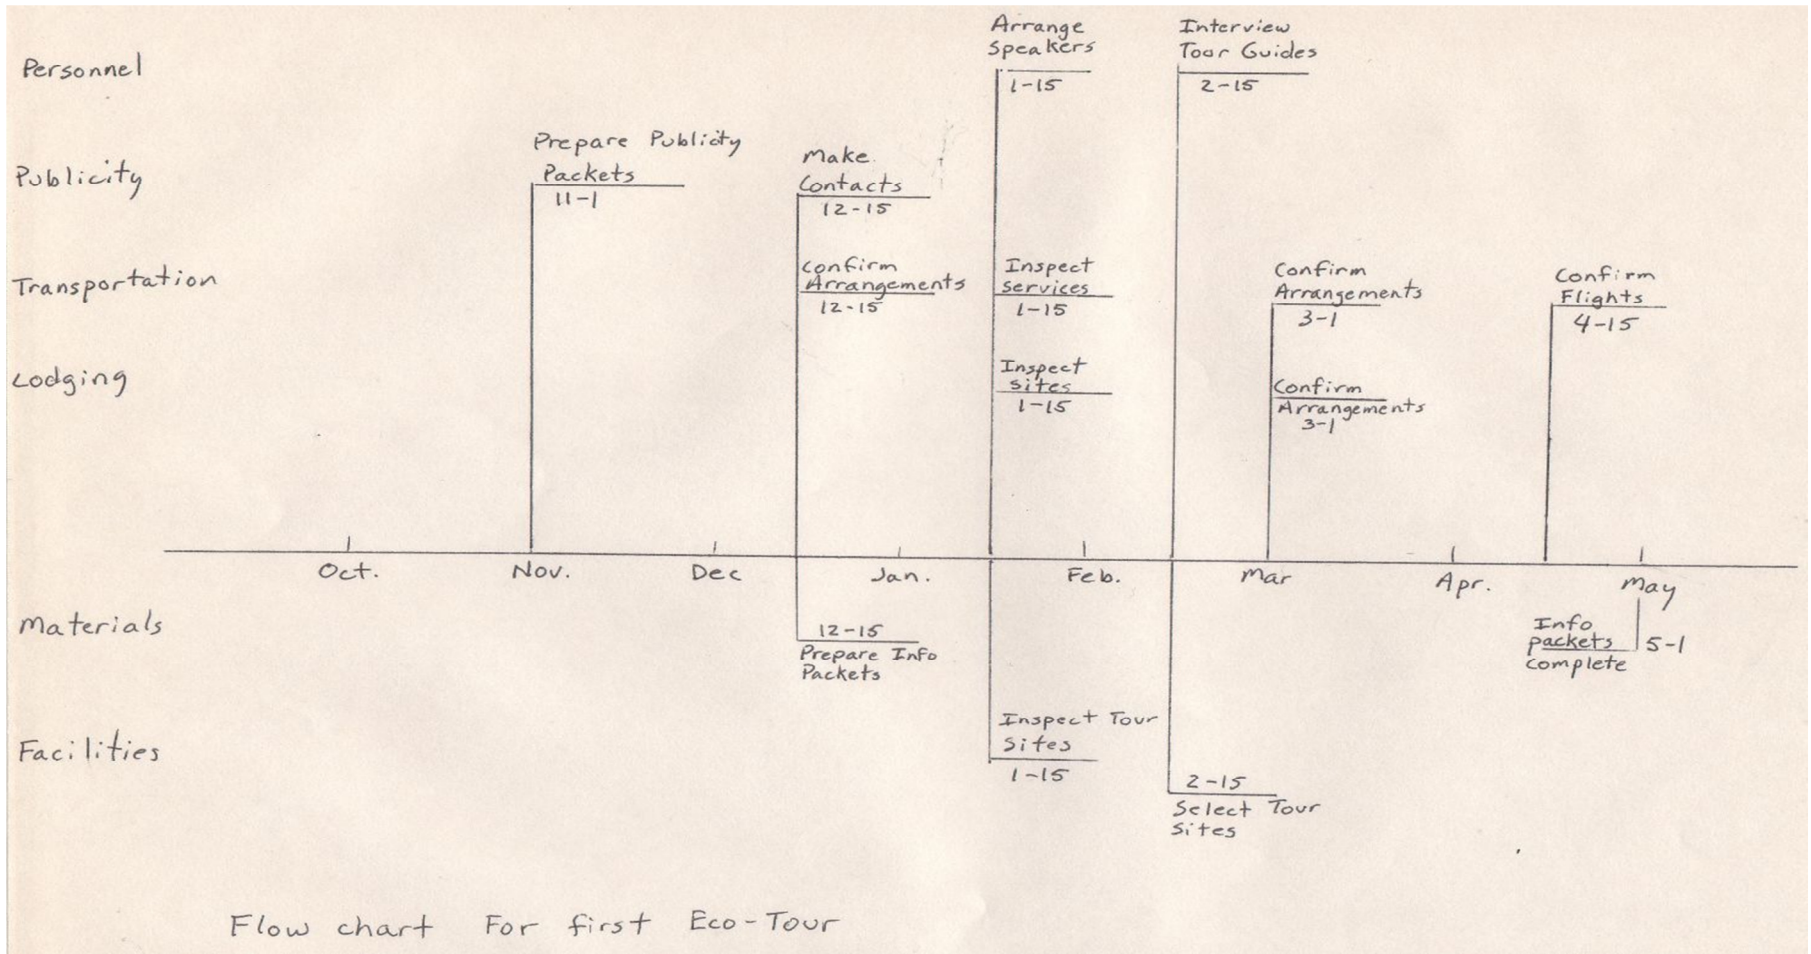 Personnel
Arrange
Speakers
1-15
Interview
Toor Guides
2-15
Publicity
Prepare Publicity
Packets
11-1
Make
Contacts
12-15
Transportation
Confirm
Arrangements
12-15
Inspect
services
1-15
Confirm
Arrangements
3-1
Confirm
Flights
4-15
Lodging
Inspect
sites
1-15
Confirm
Arrangements
3-1
Oct.
Nov.
Dec
Jan.
Feb.
Mar
Apr.
May
Materials
12-15
Prepare Info
Packets
Info
packets
complete
5-1
Facilities
Inspect Tour
Sites
1-15
2-15
Select Tour
Sites
Flow chart For first Eco-Tour